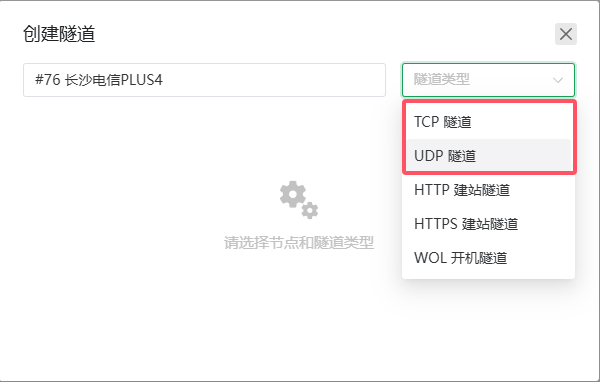 创建隧道
#76 长沙电信PLUS4
隧道类型
TCP 隧道
UDP 隧道
HTTP 建站隧道
HTTPS 建站隧道
WOL 开机隧道
请选择节点和隧道类型